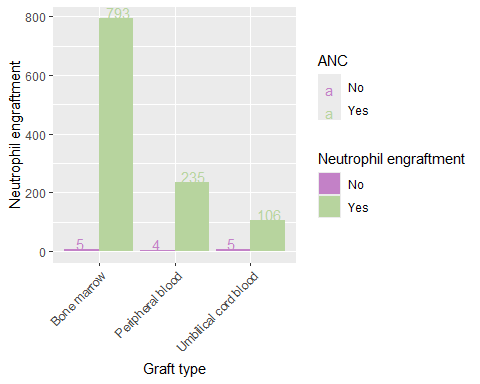 Neutrophil engraftment
800
600
400
200
0
793
235
106
5
4
5
Bone marrow
Peripheral blood
Umbilical cord blood
Graft type
ANC
a No
a Yes
Neutrophil engraftment
No
Yes